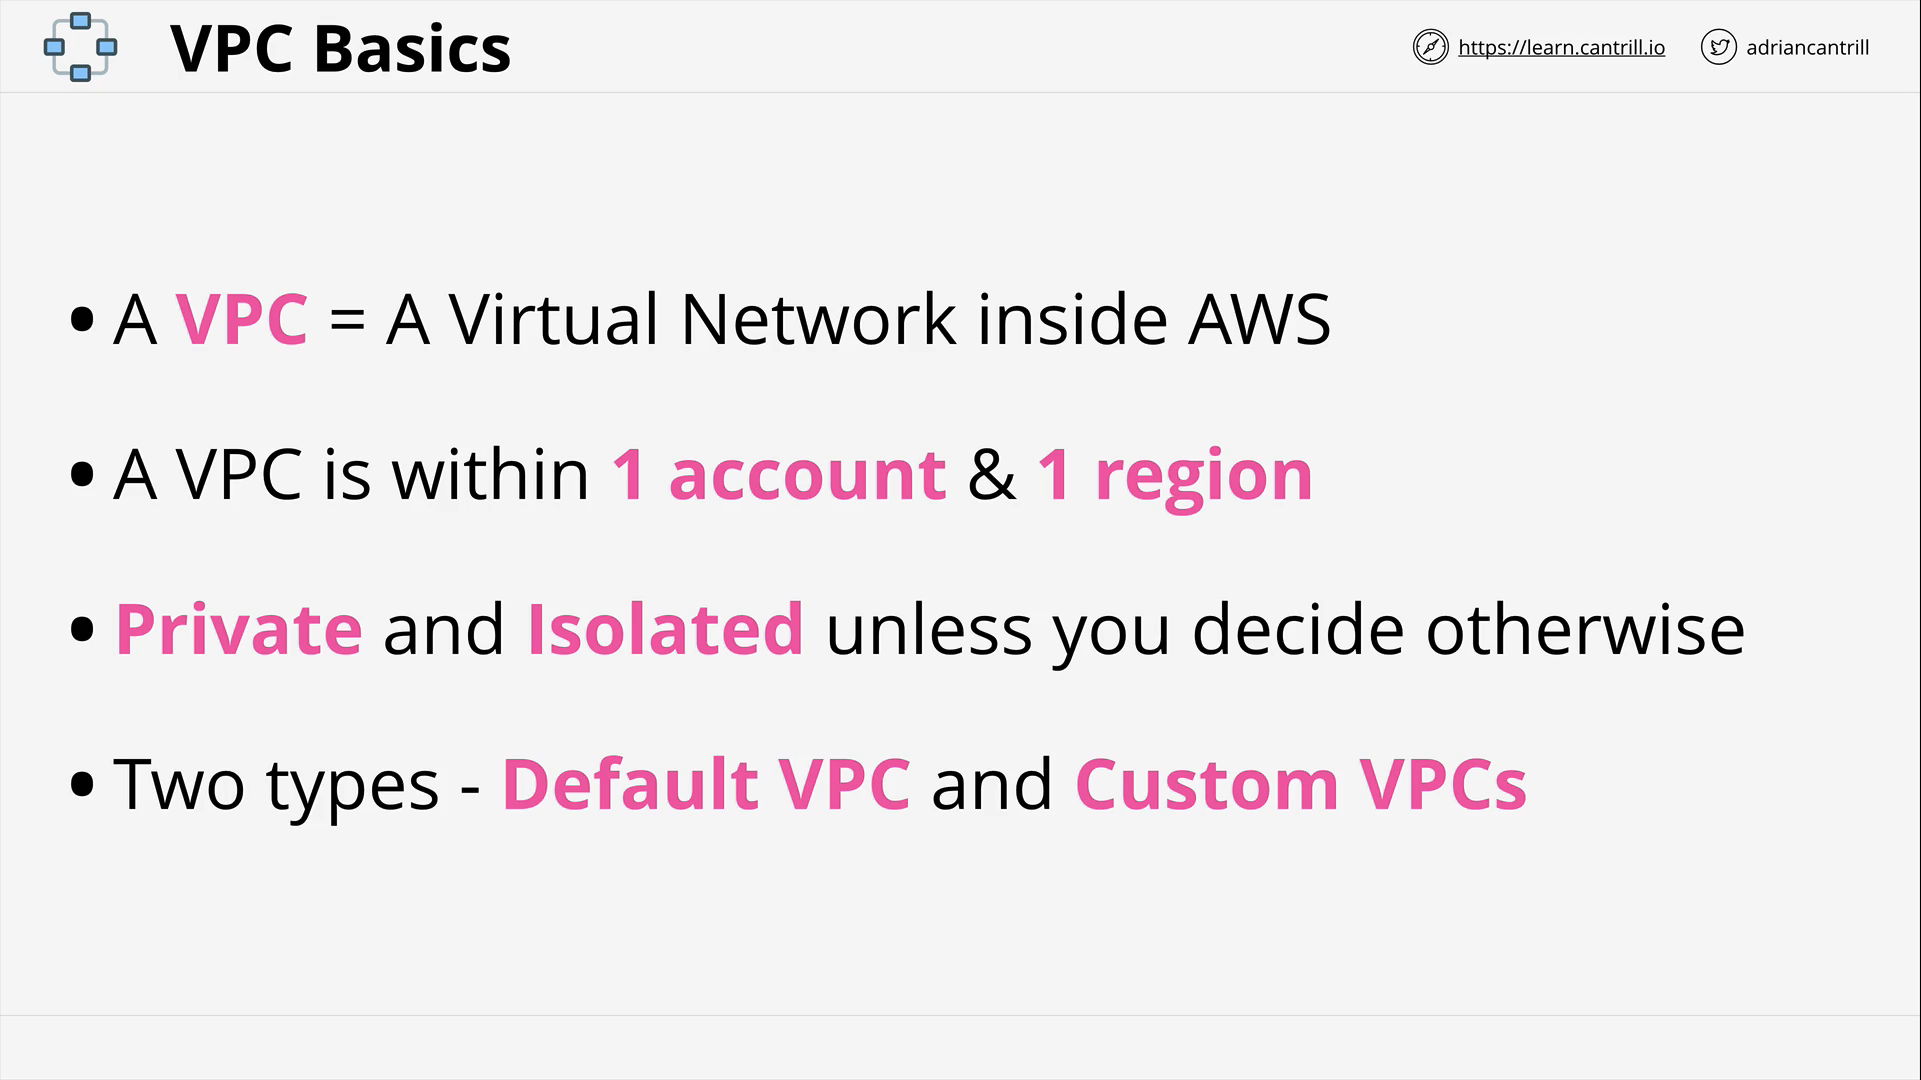 VPC Basics
https://learn.cantrill.io
adriancantrill
• A VPC = A Virtual Network inside AWS
• A VPC is within 1 account & 1 region
• Private and Isolated unless you decide otherwise
• Two types - Default VPC and Custom VPCs